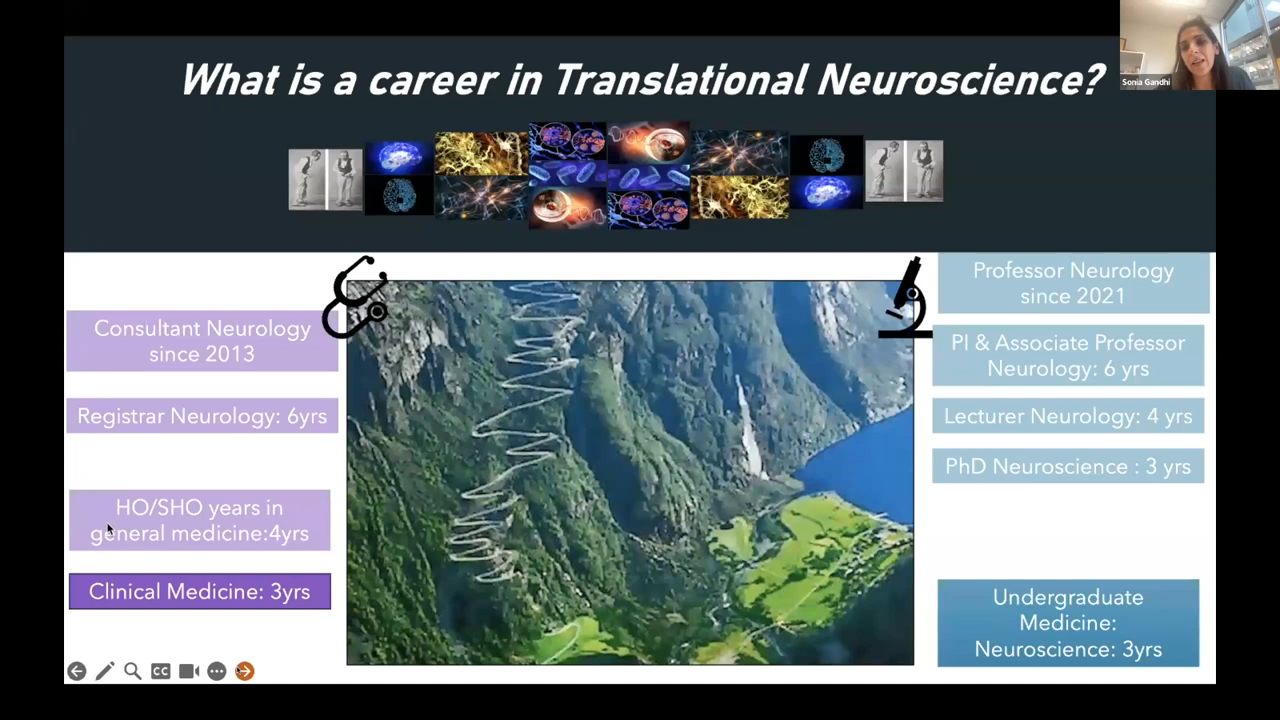 What is a career in Translational Neuroscience?
Sonia Gandhi
Consultant Neurology
since 2013
Registrar Neurology: 6yrs
HO/SHO years in
general medicine:4yrs
Clinical Medicine: 3yrs
Professor Neurology
since 2021
PI & Associate Professor
Neurology: 6 yrs
Lecturer Neurology: 4 yrs
PhD Neuroscience : 3 yrs
Undergraduate
Medicine:
Neuroscience: 3yrs
CC